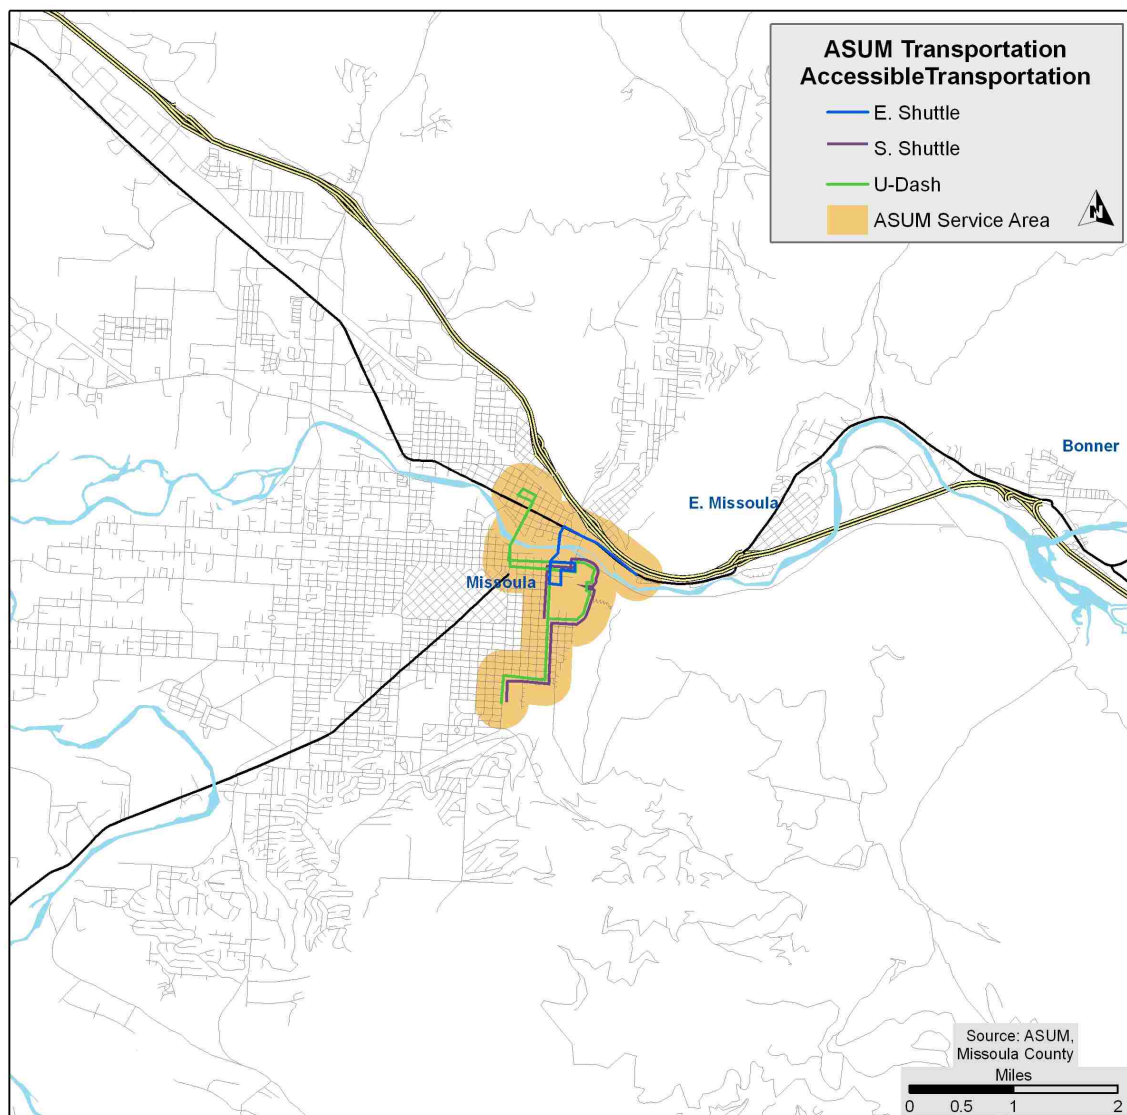 ASUM Transportation
AccessibleTransportation
E. Shuttle
S. Shuttle
U-Dash
ASUM Service Area
N
Bonner
E. Missoula
Missoula
Source: ASUM,
Missoula County
Miles
0 0.5 1 2